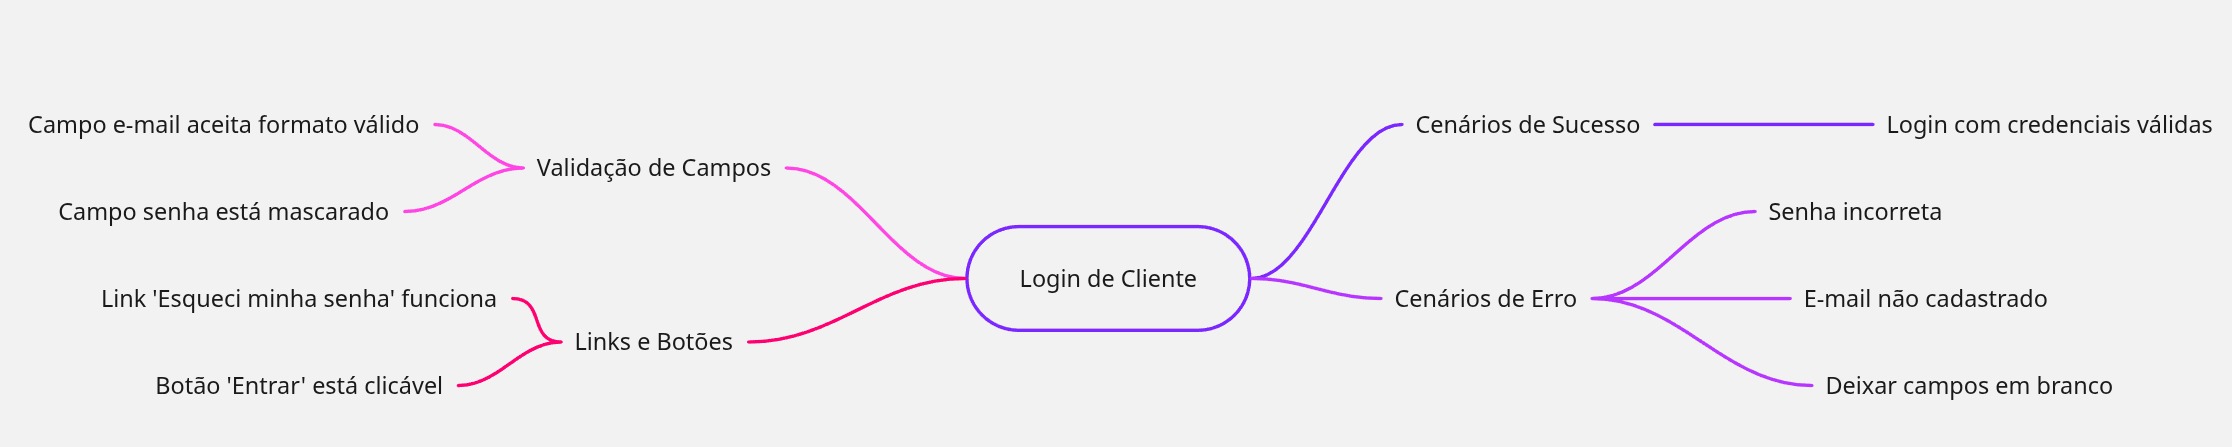 Login de Cliente
Cenários de Sucesso
Login com credenciais válidas
Cenários de Erro
Senha incorreta
E-mail não cadastrado
Deixar campos em branco
Validação de Campos
Campo e-mail aceita formato válido
Campo senha está mascarado
Links e Botões
Link 'Esqueci minha senha' funciona
Botão 'Entrar' está clicável